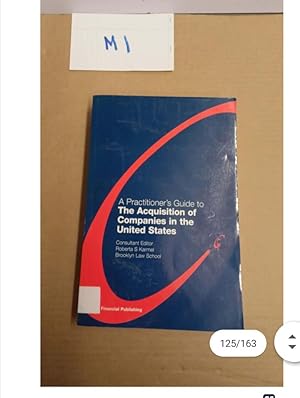 M1
A Practitioner's Guide to
The Acquisition of
Companies in the
United States
Consultant Editor
Roberta S Karmel
Brooklyn Law School
Financial Publishing
125/163